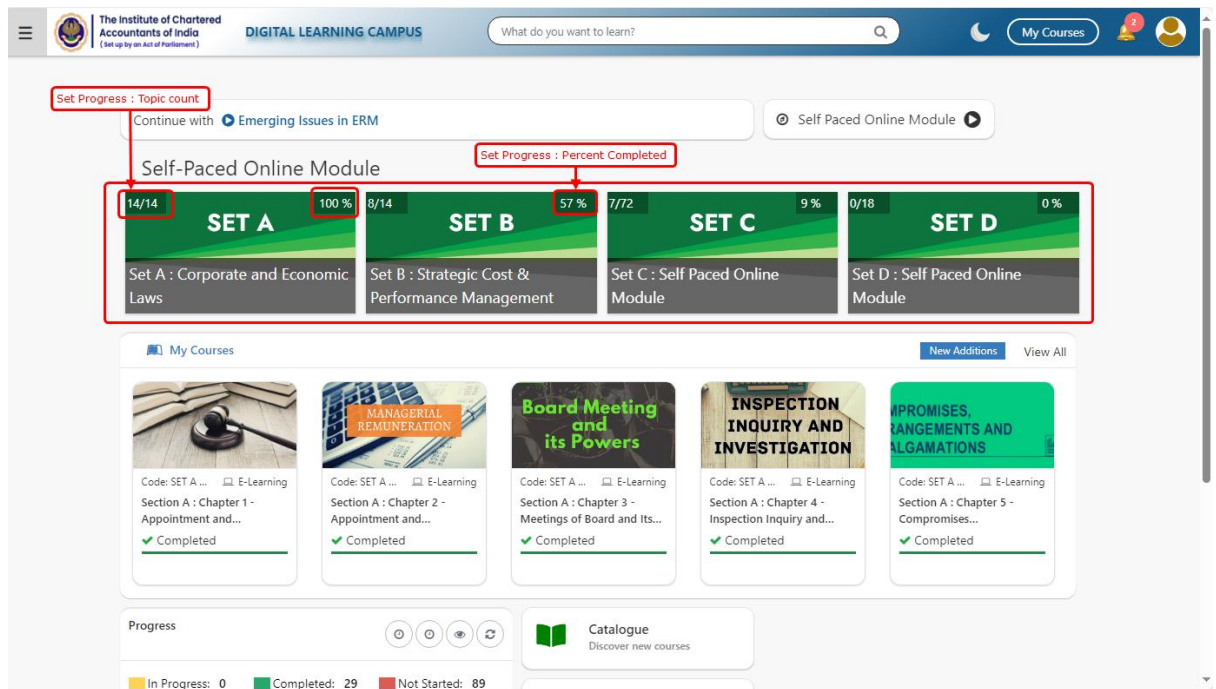 The Institute of Chartered
Accountants of India
(Set up by an Act of Parliament)
DIGITAL LEARNING CAMPUS
What do you want to learn?
My Courses
2
Set Progress : Topic count
Continue with Emerging Issues in ERM
Self Paced Online Module
Set Progress : Percent Completed
Self-Paced Online Module
14/14 100 %
SET A
Set A : Corporate and Economic
Laws
8/14 57 %
SET B
Set B : Strategic Cost &
Performance Management
7/72 9 %
SET C
Set C : Self Paced Online
Module
0/18 0 %
SET D
Set D : Self Paced Online
Module
My Courses
New Additions View All
Code: SET A ... E-Learning
Section A : Chapter 1 -
Appointment and...
Completed
MANAGERIAL
REMUNERATION
Code: SET A ... E-Learning
Section A : Chapter 2 -
Appointment and...
Completed
Board Meeting
and
its Powers
Code: SET A ... E-Learning
Section A : Chapter 3 -
Meetings of Board and Its...
Completed
INSPECTION
INQUIRY AND
INVESTIGATION
Code: SET A ... E-Learning
Section A : Chapter 4 -
Inspection Inquiry and...
Completed
MPROMISES,
RANGEMENTS AND
ALGAMATIONS
Code: SET A ... E-Learning
Section A : Chapter 5 -
Compromises...
Completed
Progress
In Progress: 0 Completed: 29 Not Started: 89
Catalogue
Discover new courses